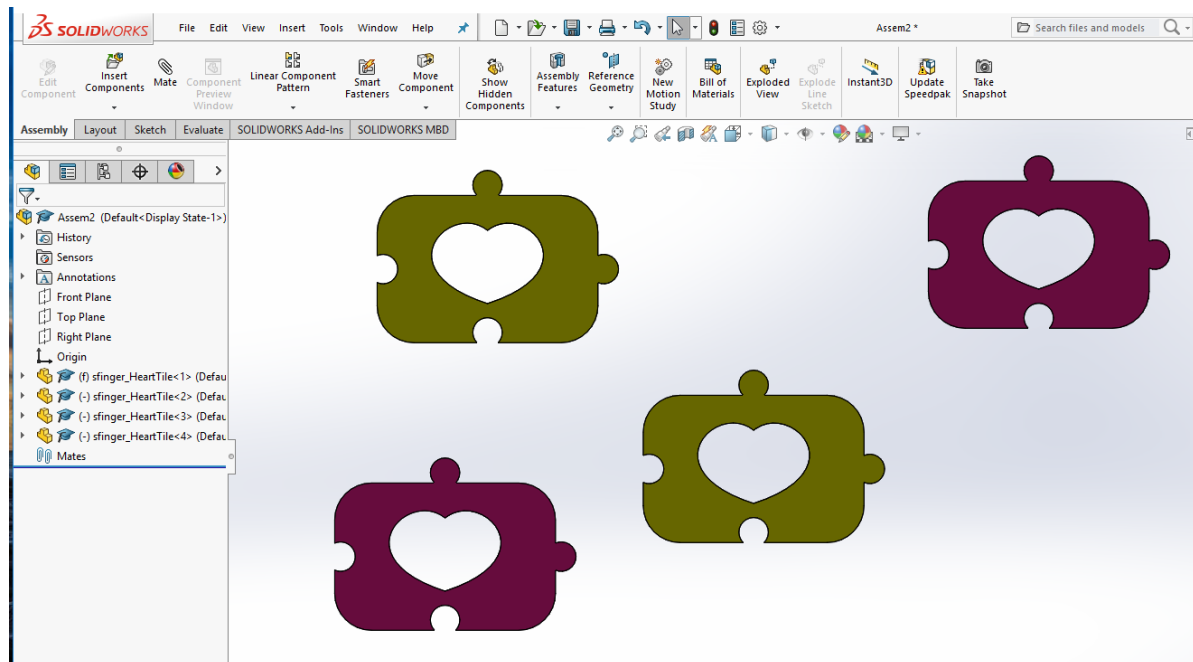 SOLIDWORKS File Edit View Insert Tools Window Help Assem2 * Search files and models
Edit Component
Insert Components
Mate
Component Preview Window
Linear Component Pattern
Smart Fasteners
Move Component
Show Hidden Components
Assembly Features
Reference Geometry
New Motion Study
Bill of Materials
Exploded View
Explode Line Sketch
Instant3D
Update Speedpak
Take Snapshot
Assembly Layout Sketch Evaluate SOLIDWORKS Add-Ins SOLIDWORKS MBD
Assem2 (Default<Display State-1>)
History
Sensors
Annotations
Front Plane
Top Plane
Right Plane
Origin
(f) sfinger_HeartTile<1> (Defau
(-) sfinger_HeartTile<2> (Defau
(-) sfinger_HeartTile<3> (Defau
(-) sfinger_HeartTile<4> (Defau
Mates